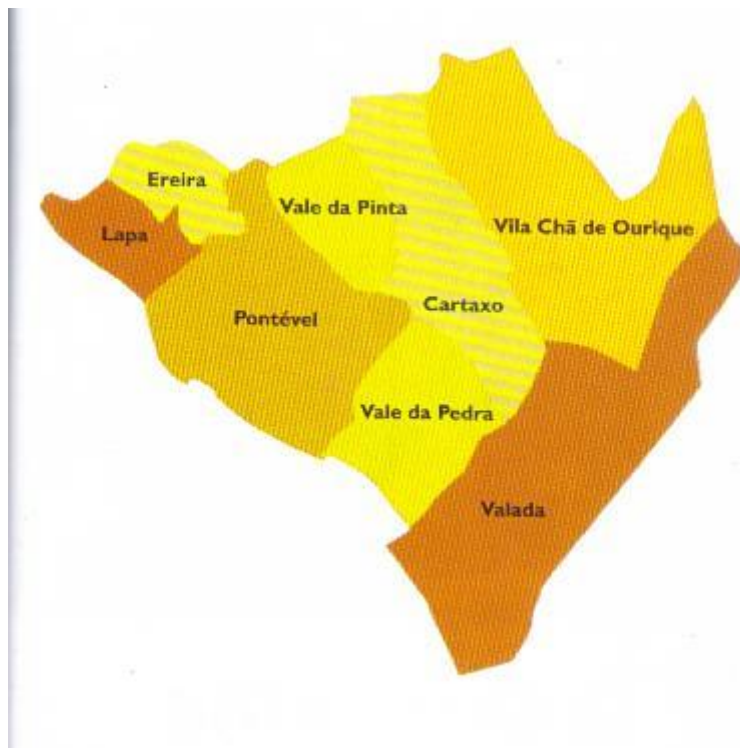 Ereira
Vale da Pinta
Lapa
Vila Chã de Ourique
Cartaxo
Pontével
Vale da Pedra
Valada